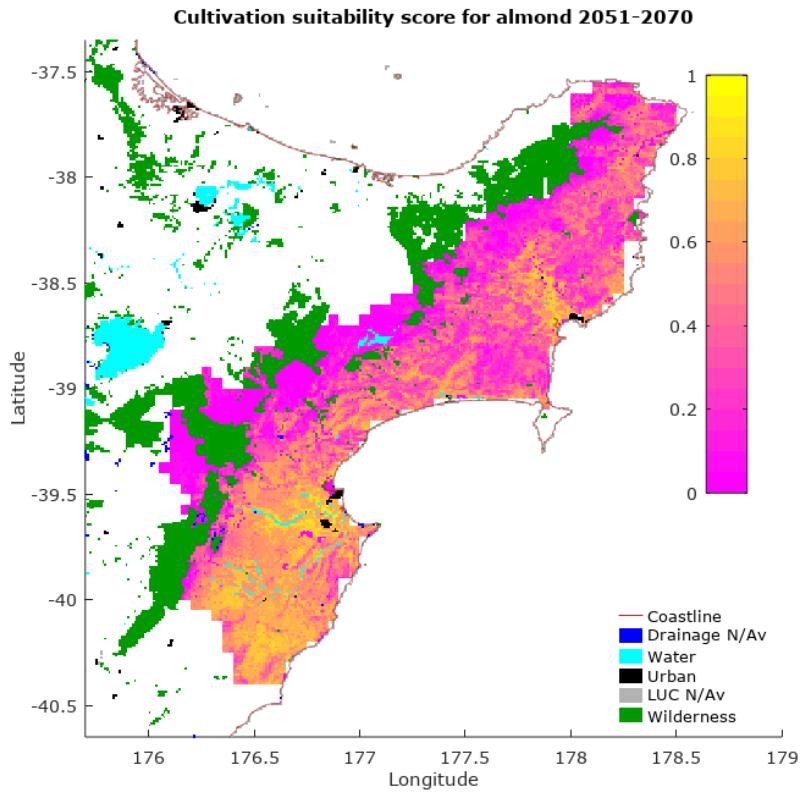 Cultivation suitability score for almond 2051-2070
-37.5
-38
-38.5
-39
-39.5
-40
-40.5
Latitude
176
176.5
177
177.5
178
178.5
179
Longitude
1
0.8
0.6
0.4
0.2
0
Coastline
Drainage N/Av
Water
Urban
LUC N/Av
Wilderness